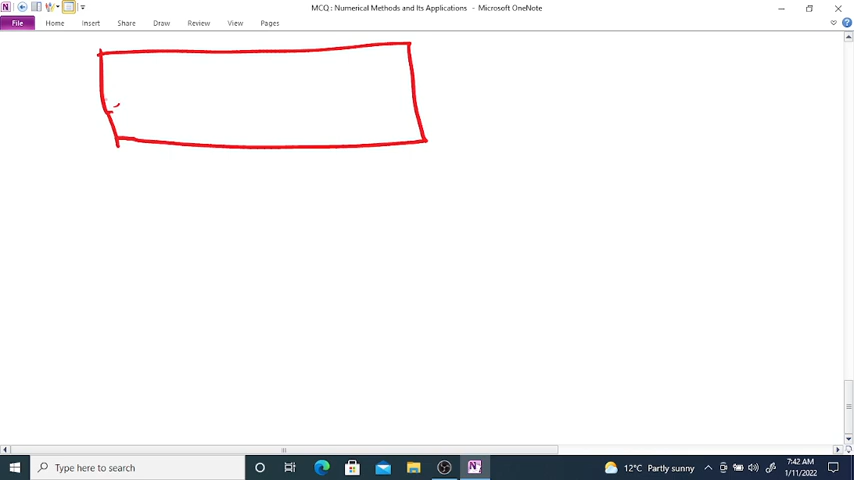 MCQ : Numerical Methods and Its Applications - Microsoft OneNote
File Home Insert Share Draw Review View Pages
Type here to search
12°C Partly sunny
7:42 AM
1/11/2022